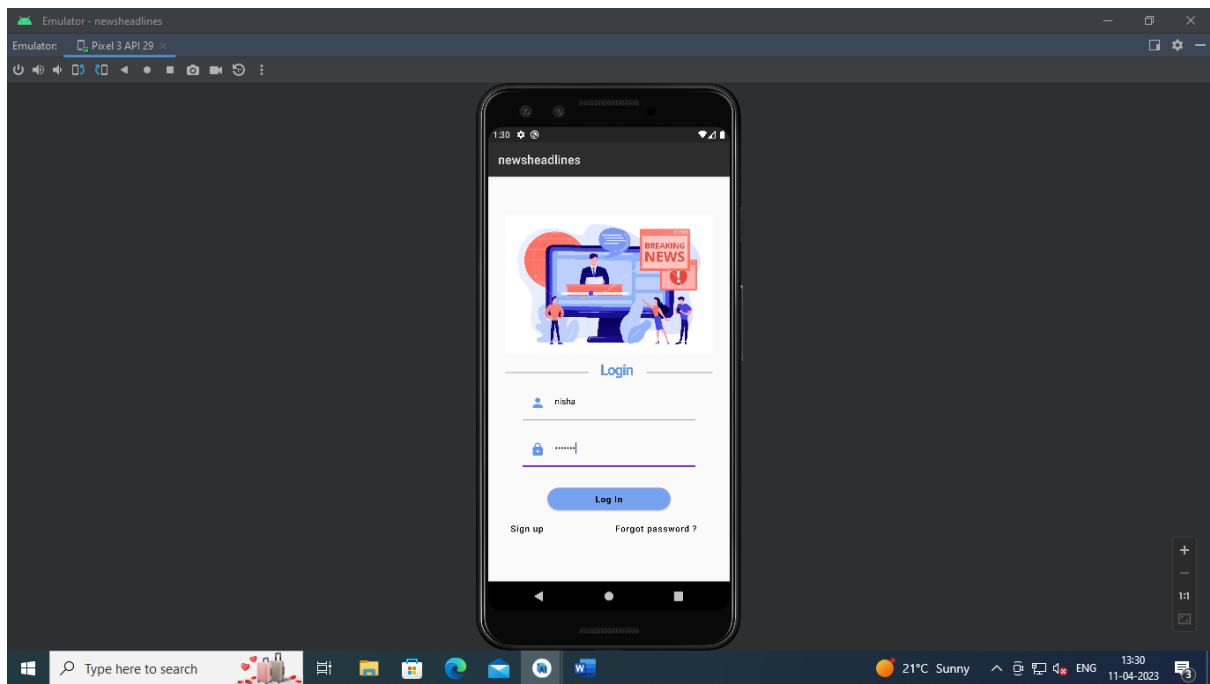 Emulator - newsheadlines
Emulator: Pixel 3 API 29
1:30
newsheadlines
BREAKING
NEWS
Login
nisha
•••••••
Log In
Sign up Forgot password ?
1:1
Type here to search
21°C Sunny
ENG
13:30
11-04-2023
3